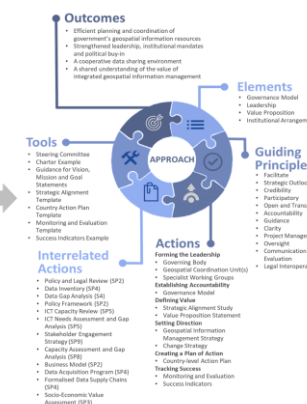 Outcomes
• Efficient planning and coordination of
government's geospatial information resources
• Strengthened leadership, institutional mandates
and political buy-in
• A cooperative data sharing environment
• A shared understanding of the value of
integrated geospatial information management
Elements
• Governance Model
• Leadership
• Value Proposition
• Institutional Arrangem
Tools
• Steering Committee
• Charter Example
• Guidance for Vision,
Mission and Goal
Statements
• Strategic Alignment
Template
• Country Action Plan
Template
• Monitoring and Evaluation
Template
• Success Indicators Example
APPROACH
Guiding
Principle
• Facilitate
• Strategic Outloo
• Credibility
• Participatory
• Open and Trans
• Accountability
• Guidance
• Clarity
• Project Manage
• Oversight
• Communication
Evaluation
• Legal Interopera
Interrelated
Actions
• Policy and Legal Review (SP2)
• Data Inventory (SP4)
• Data Gap Analysis (S4)
• Policy Framework (SP2)
• ICT Capacity Review (SP5)
• ICT Needs Assessment and Gap
Analysis (SP5)
• Stakeholder Engagement
Strategy (SP9)
• Capacity Assessment and Gap
Analysis (SP8)
• Business Model (SP2)
• Data Acquisition Program (SP4)
• Formalised Data Supply Chains
(SP4)
• Socio-Economic Value
Assessment (SP3)
Actions
Forming the Leadership
• Governing Body
• Geospatial Coordination Unit(s)
• Specialist Working Groups
Establishing Accountability
• Governance Model
Defining Value
• Strategic Alignment Study
• Value Proposition Statement
Setting Direction
• Geospatial Information
Management Strategy
• Change Strategy
Creating a Plan of Action
• Country-level Action Plan
Tracking Success
• Monitoring and Evaluation
• Success Indicators